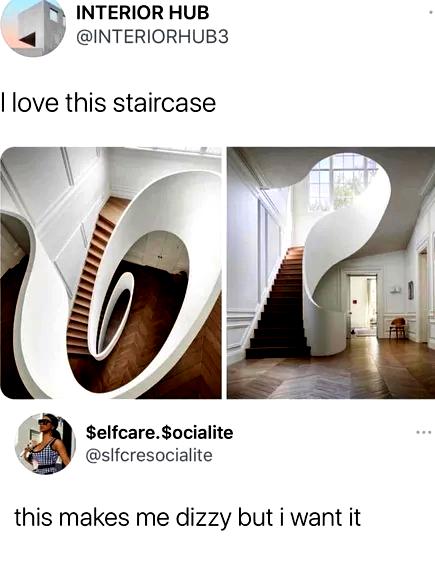 INTERIOR HUB
@INTERIORHUB3
I love this staircase
$elfcare.$ocialite
@slfcresocialite
this makes me dizzy but i want it